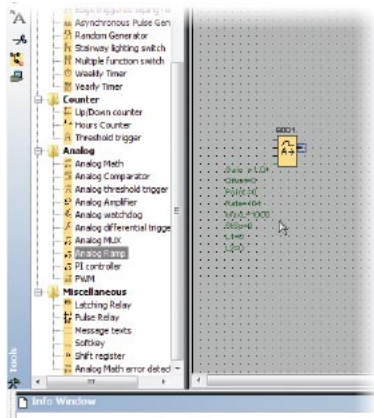 Asynchronous Pulse Gen
Random Generator
Stairway lighting switch
Multiple function switch
Weekly Timer
Yearly Timer
Counter
Up/Down counter
Hours Counter
Threshold trigger
Analog
Analog Math
Analog Comparator
Analog threshold trigger
Analog Amplifier
Analog watchdog
Analog differential trigge
Analog MUX
Analog Ramp
PI controller
PWM
Miscellaneous
Latching Relay
Pulse Relay
Message texts
Softkey
Shift register
Analog Math error detec
Tools
Info Window
B001
A→